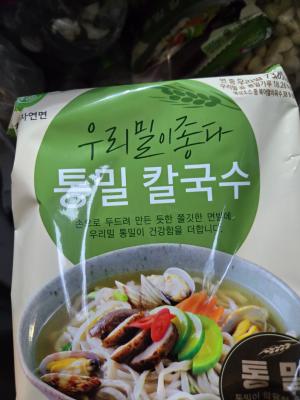 자연면
우리밀이좋다
통밀 칼국수
손으로 두드려 만든 듯한 쫄깃한 면발에,
우리밀 통밀이 건강함을 더합니다.
통밀